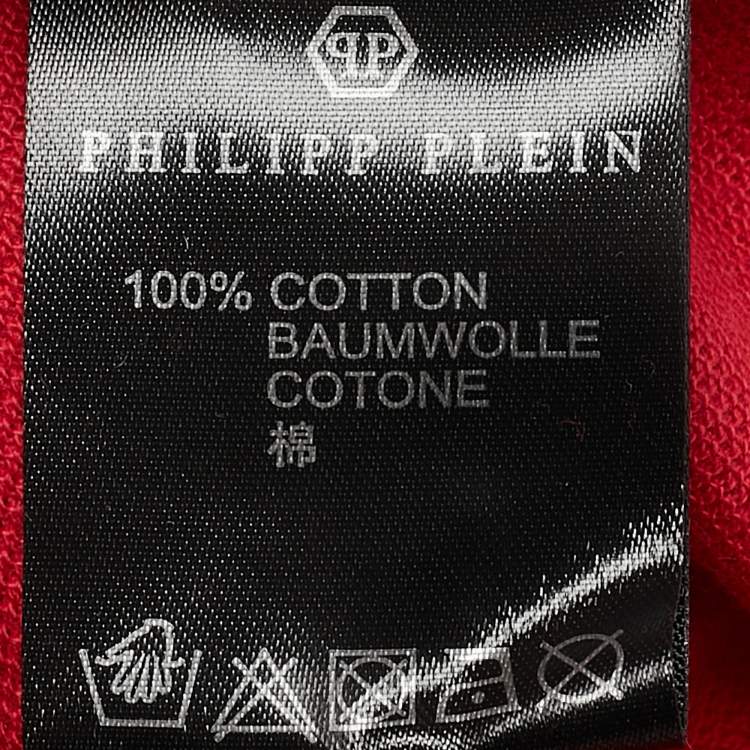 PHILIPP PLEIN
100% COTTON
BAUMWOLLE
COTONE
棉